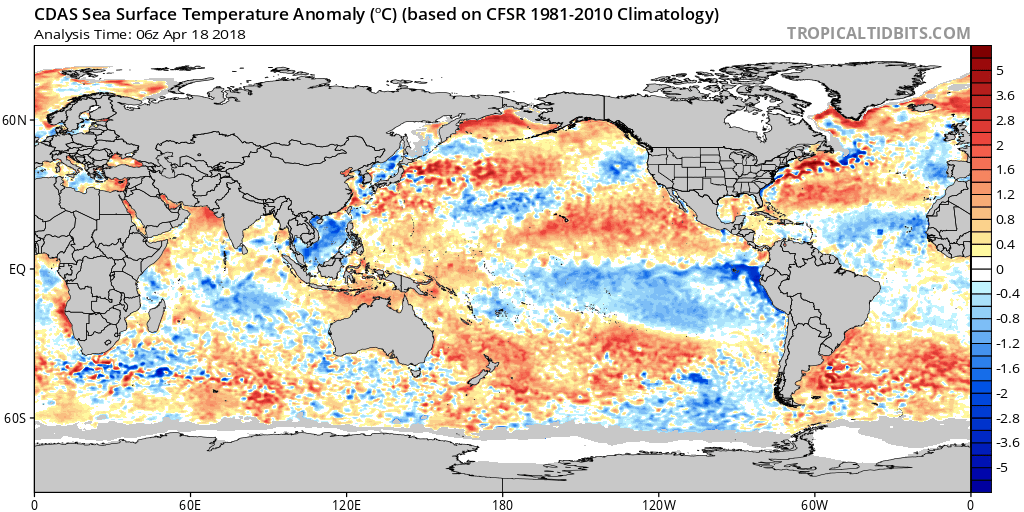 CDAS Sea Surface Temperature Anomaly (°C) (based on CFSR 1981-2010 Climatology)
Analysis Time: 06z Apr 18 2018
TROPICALTIDBITS.COM
60N
EQ
60S
0
60E
120E
180
120W
60W
0
5
3.6
2.8
2
1.6
1.2
0.8
0.4
0
-0.4
-0.8
-1.2
-1.6
-2
-2.8
-3.6
-5